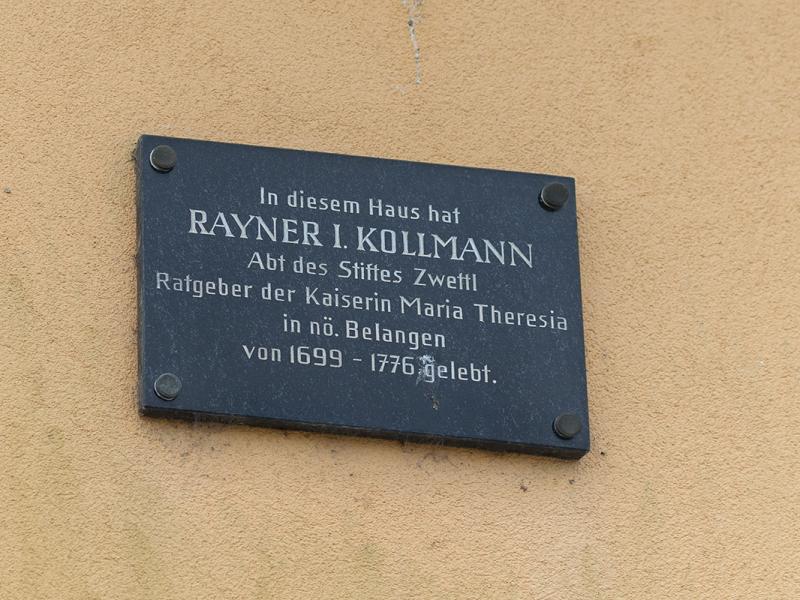 In diesem Haus hat
RAYNER I. KOLLMANN
Abt des Stiftes Zwettl
Ratgeber der Kaiserin Maria Theresia
in nö. Belangen
von 1699 - 1776 gelebt.